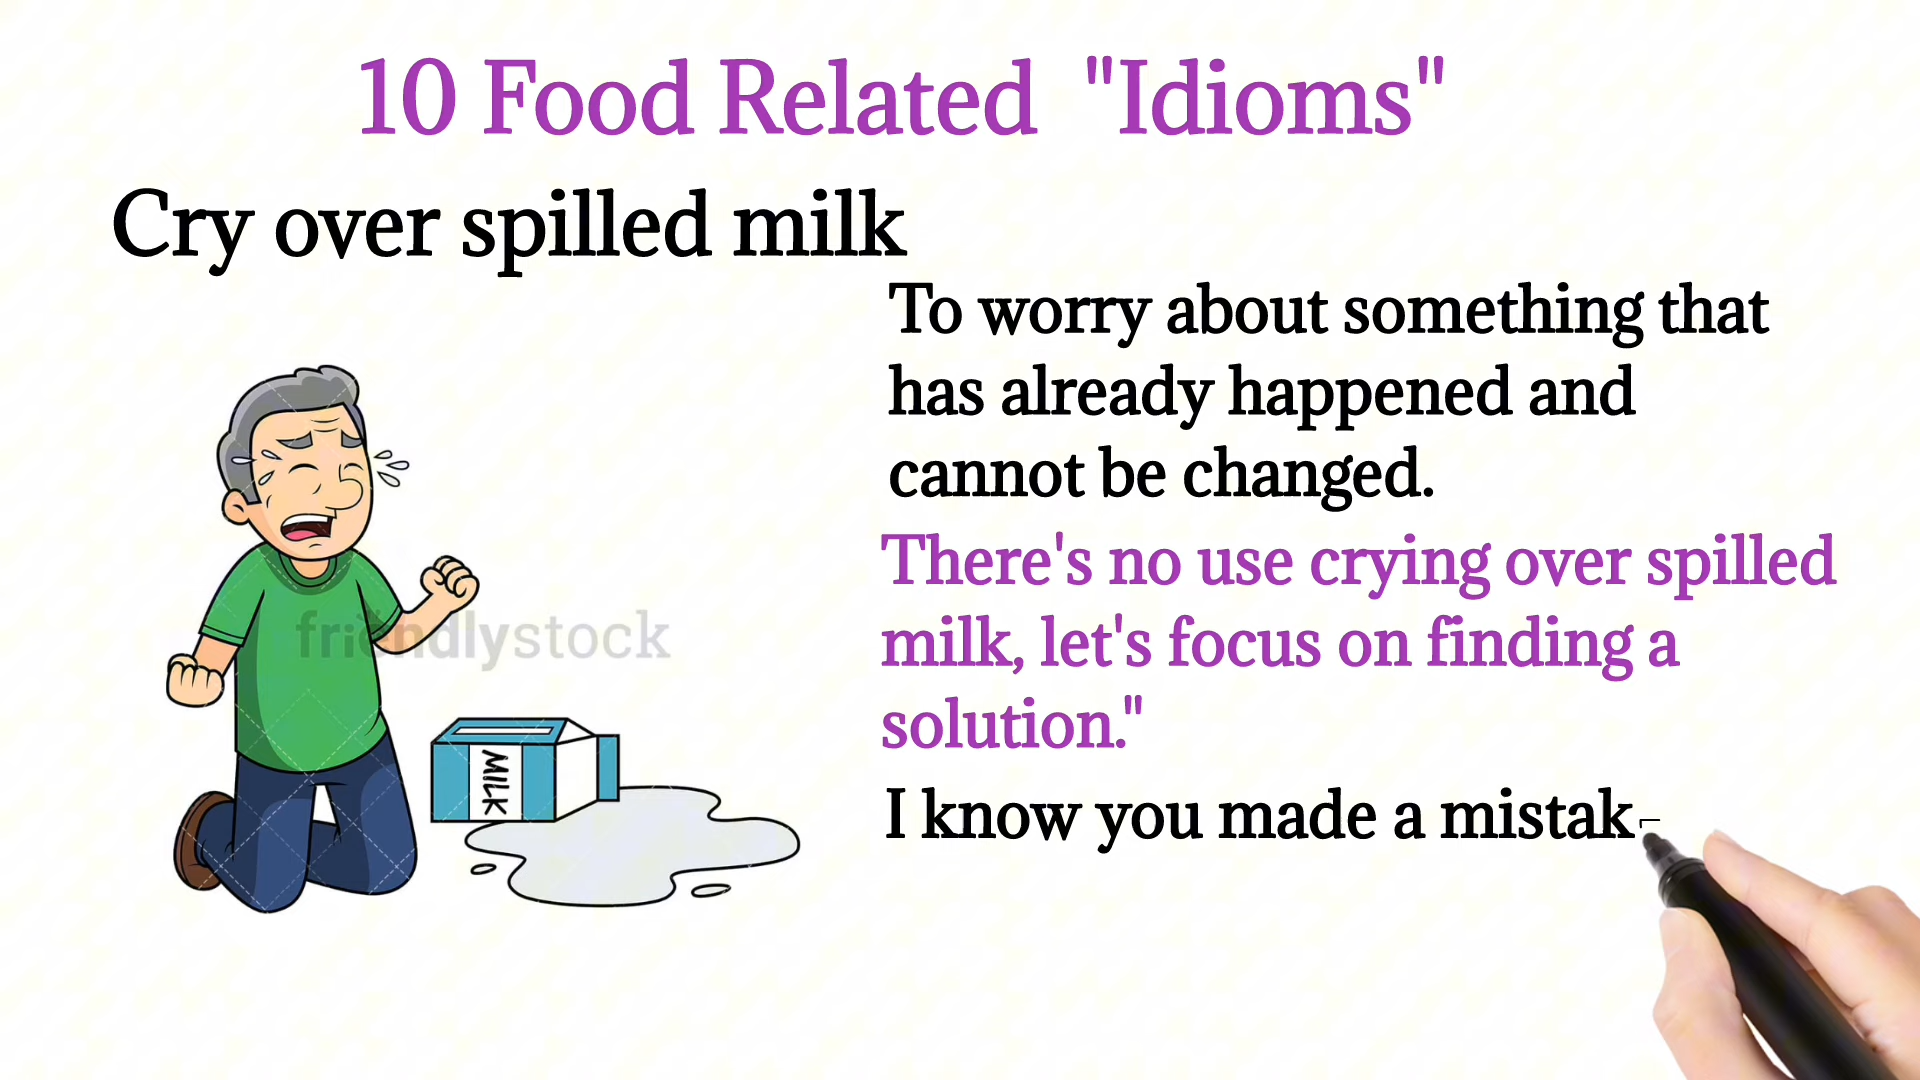 10 Food Related "Idioms"
Cry over spilled milk
To worry about something that
has already happened and
cannot be changed.
There's no use crying over spilled
milk, let's focus on finding a
solution."
I know you made a mistak
friendlystock
MILK